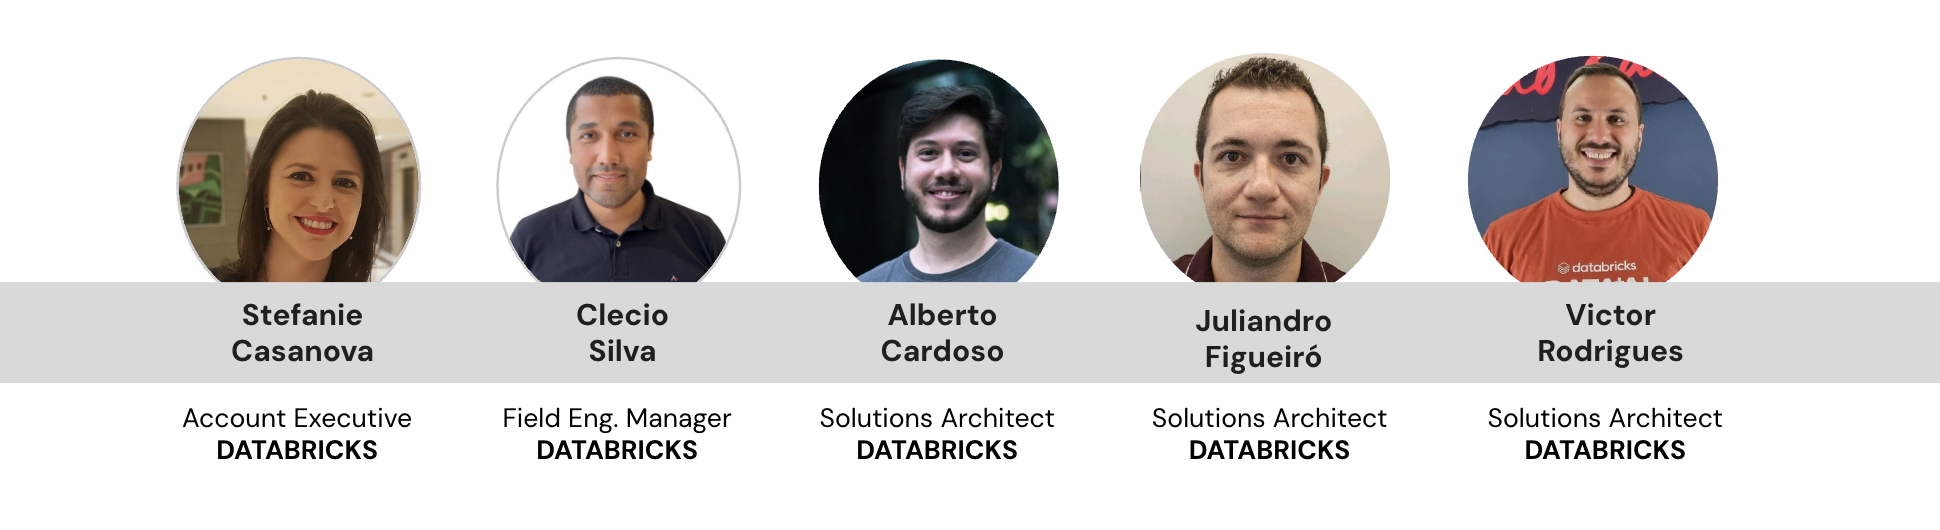 Stefanie
Casanova
Account Executive
DATABRICKS
Clecio
Silva
Field Eng. Manager
DATABRICKS
Alberto
Cardoso
Solutions Architect
DATABRICKS
Juliandro
Figueiró
Solutions Architect
DATABRICKS
databricks
Victor
Rodrigues
Solutions Architect
DATABRICKS